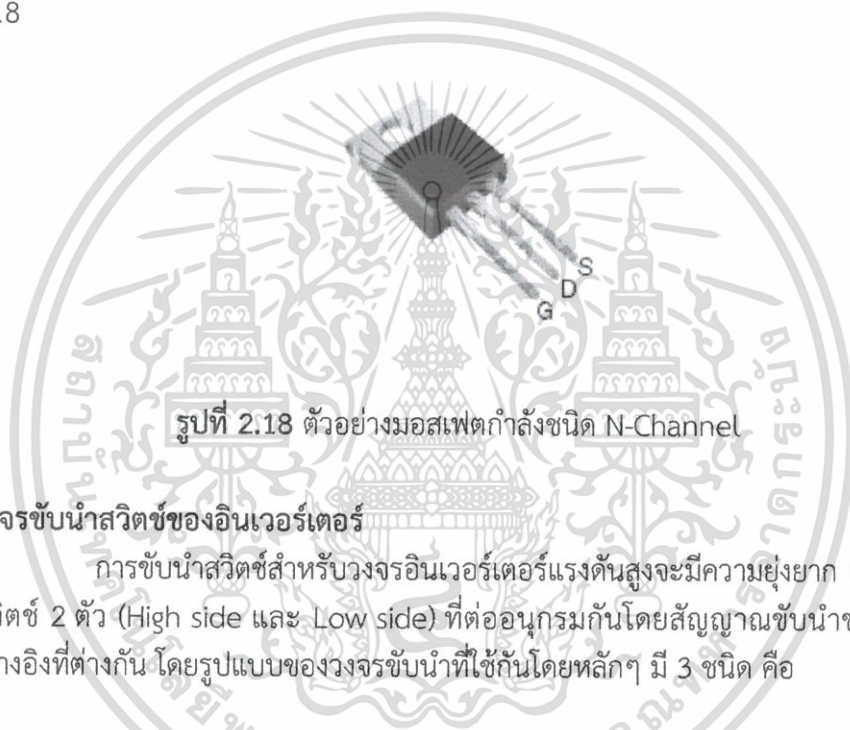 .8
S
D
G
รูปที่ 2.18 ตัวอย่างมอสเฟตกำลังชนิด N-Channel
จรขับนำสวิตช์ของอินเวอร์เตอร์
การขับนำสวิตช์สำหรับวงจรอินเวอร์เตอร์แรงดันสูงจะมีความยุ่งยาก
ิตช์ 2 ตัว (High side และ Low side) ที่ต่ออนุกรมกันโดยสัญญาณขับนำข
างอิงที่ต่างกัน โดยรูปแบบของวงจรขับนำที่ใช้กันโดยหลักๆ มี 3 ชนิด คือ